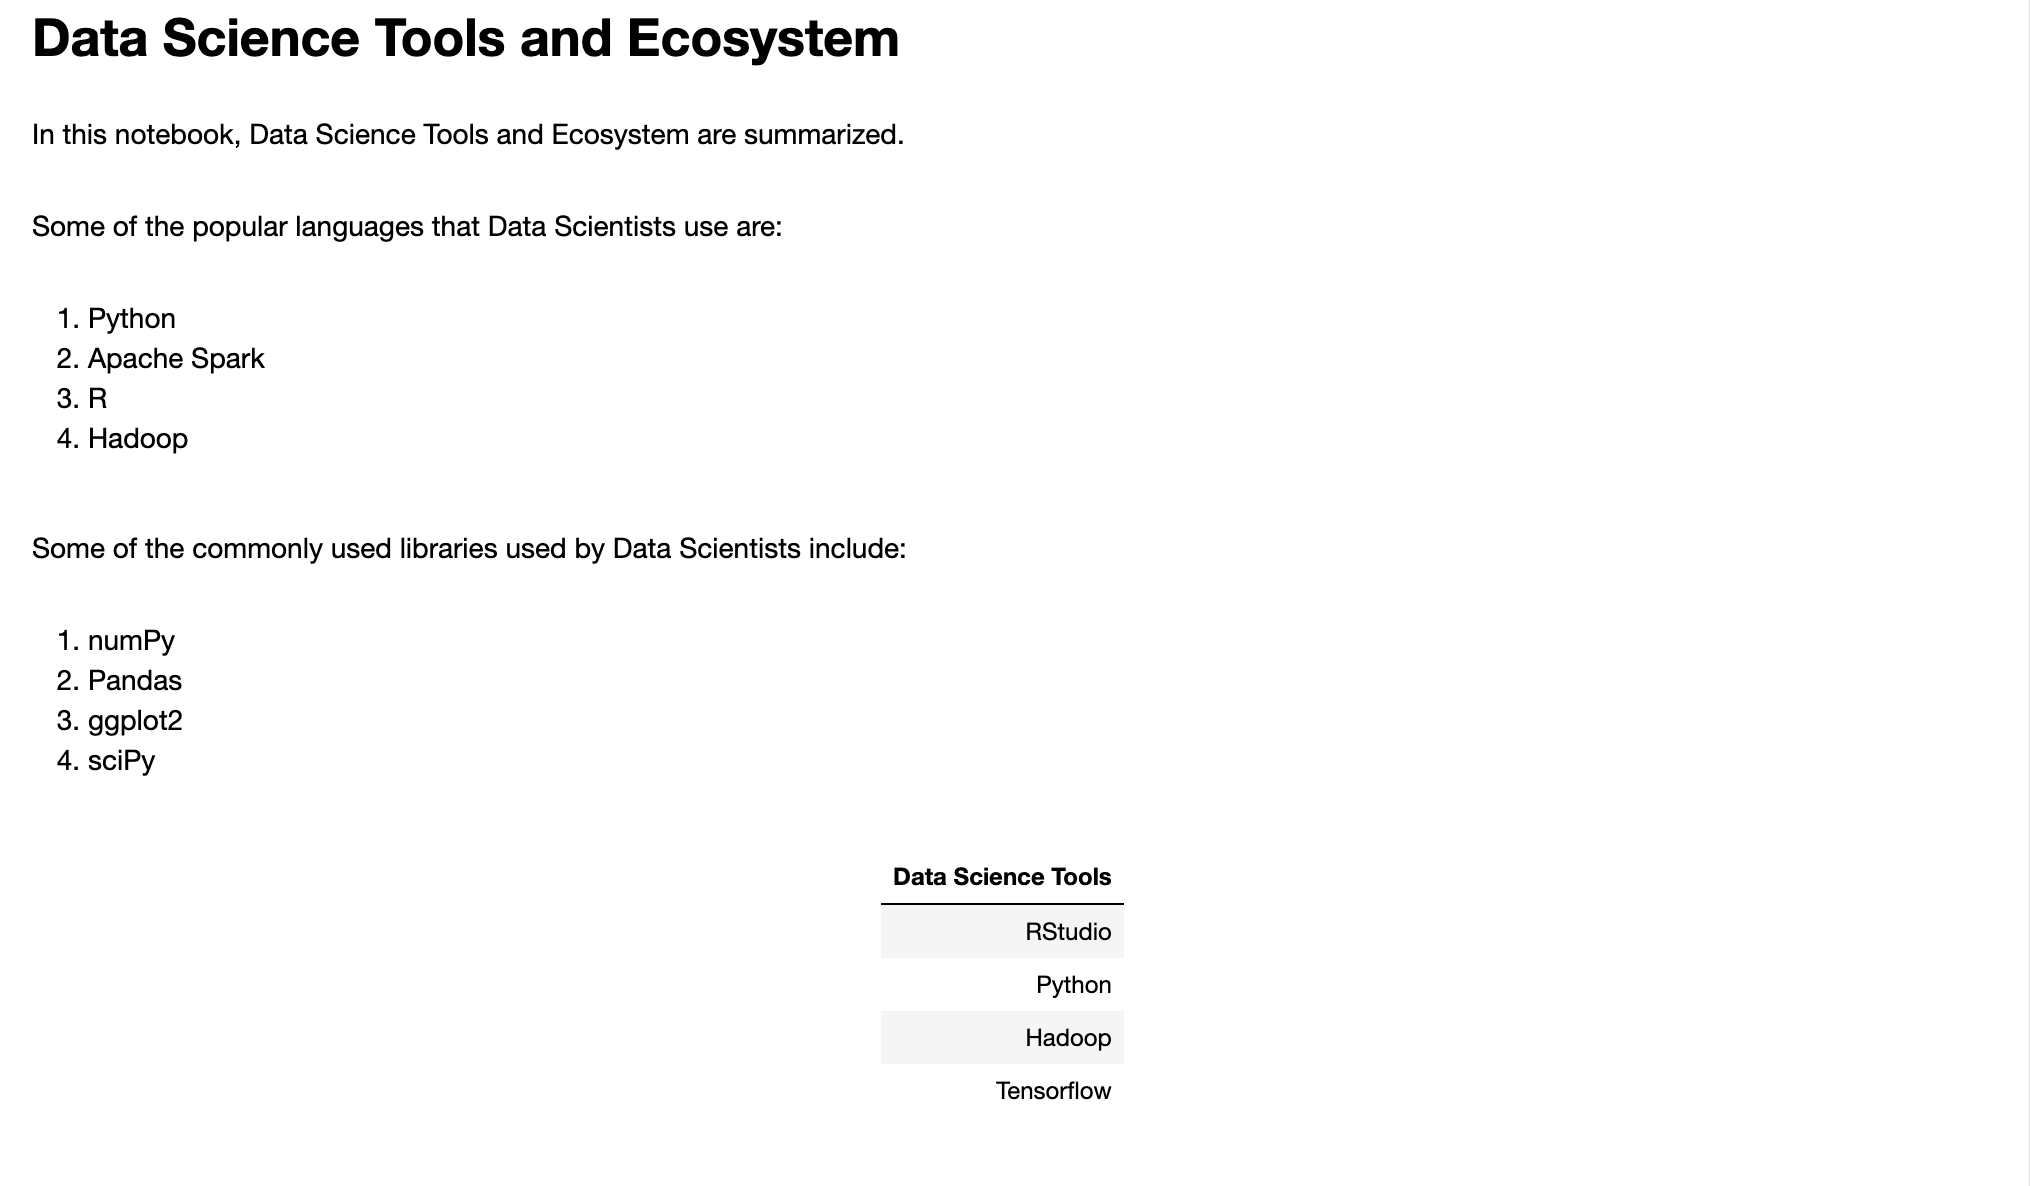 Data Science Tools and Ecosystem
In this notebook, Data Science Tools and Ecosystem are summarized.
Some of the popular languages that Data Scientists use are:
1. Python
2. Apache Spark
3. R
4. Hadoop
Some of the commonly used libraries used by Data Scientists include:
1. numPy
2. Pandas
3. ggplot2
4. sciPy
Data Science Tools
RStudio
Python
Hadoop
Tensorflow